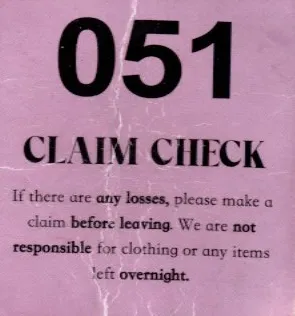 051
CLAIM CHECK
If there are any losses, please make a
claim before leaving. We are not
responsible for clothing or any items
left overnight.